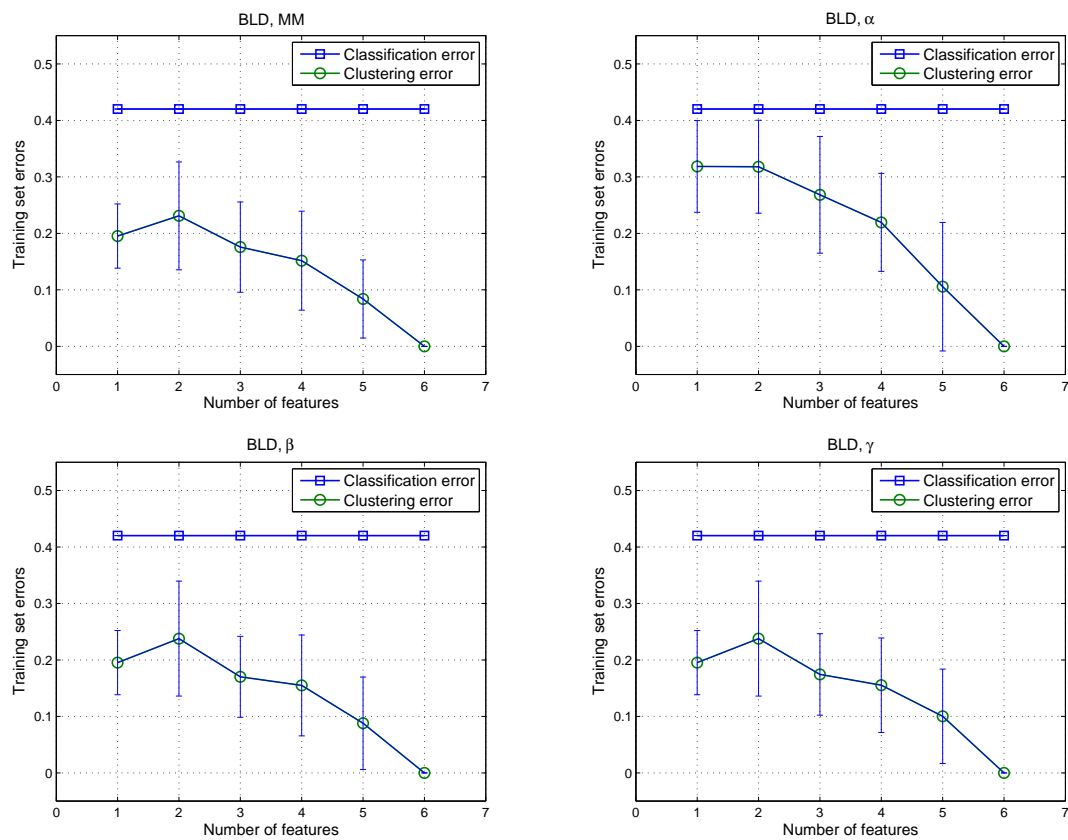 BLD, MM
Classification error
Clustering error
Training set errors
0.5
0.4
0.3
0.2
0.1
0
0 1 2 3 4 5 6 7
Number of features
BLD, α
Classification error
Clustering error
Training set errors
0.5
0.4
0.3
0.2
0.1
0
0 1 2 3 4 5 6 7
Number of features
BLD, β
Classification error
Clustering error
Training set errors
0.5
0.4
0.3
0.2
0.1
0
0 1 2 3 4 5 6 7
Number of features
BLD, γ
Classification error
Clustering error
Training set errors
0.5
0.4
0.3
0.2
0.1
0
0 1 2 3 4 5 6 7
Number of features